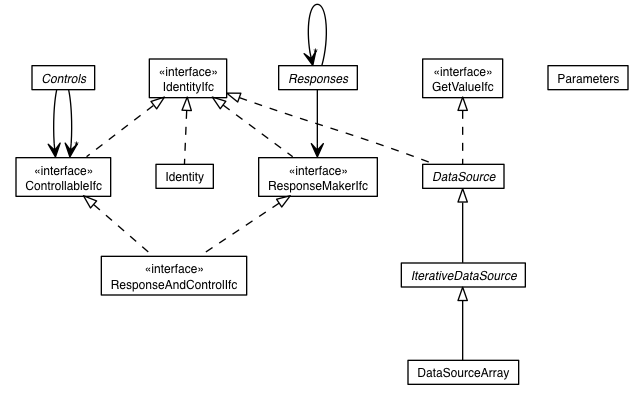 Controls
«interface»
IdentityIfc
Responses
«interface»
GetValueIfc
Parameters
«interface»
ControllableIfc
Identity
«interface»
ResponseMakerIfc
DataSource
«interface»
ResponseAndControlIfc
IterativeDataSource
DataSourceArray